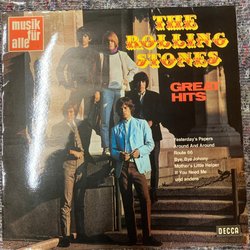 musik
für
alle
THE
ROLLING
STONES
GREAT
HITS
Yesterday's Papers
Around And Around
Route 66
Bye, Bye Johnny
Mother's Little Helper
If You Need Me
und andere
DECCA